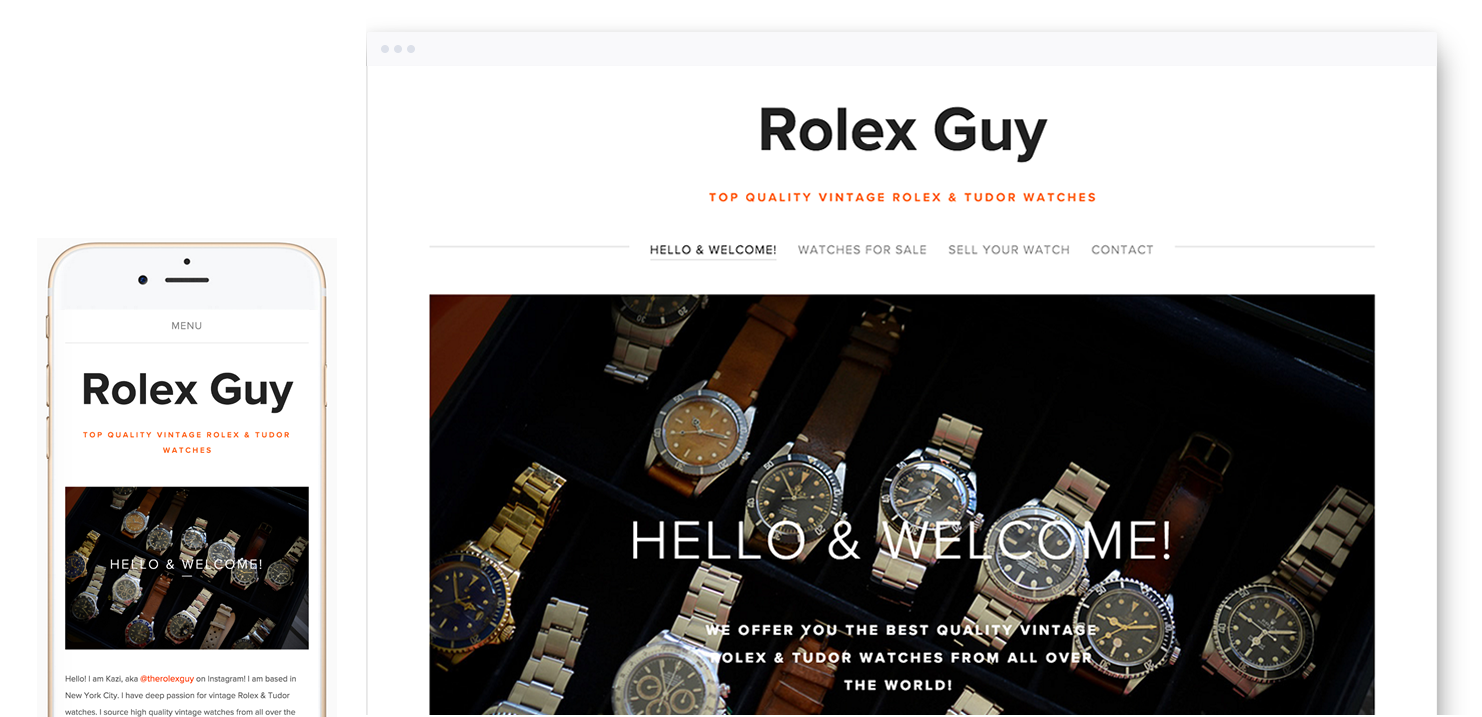 Rolex Guy
TOP QUALITY VINTAGE ROLEX & TUDOR WATCHES
HELLO & WELCOME! WATCHES FOR SALE SELL YOUR WATCH CONTACT
HELLO & WELCOME!
WE OFFER YOU THE BEST QUALITY VINTAGE
ROLEX & TUDOR WATCHES FROM ALL OVER
THE WORLD!
MENU
Rolex Guy
TOP QUALITY VINTAGE ROLEX & TUDOR
WATCHES
HELLO & WELCOME!
Hello! I am Kazi, aka @therolexguy on Instagram! I am based in
New York City. I have deep passion for vintage Rolex & Tudor
watches. I source high quality vintage watches from all over the